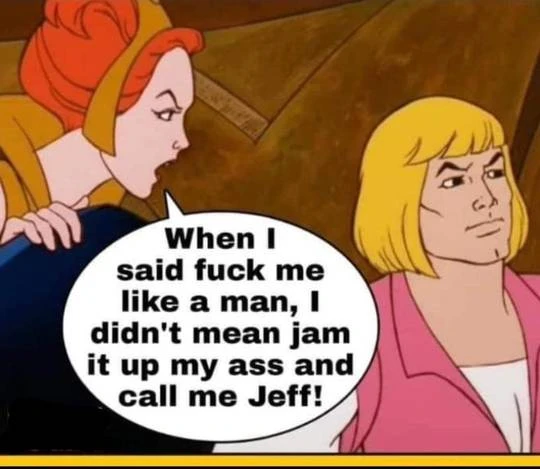 When I
said fuck me
like a man, I
didn't mean jam
it up my ass and
call me Jeff!